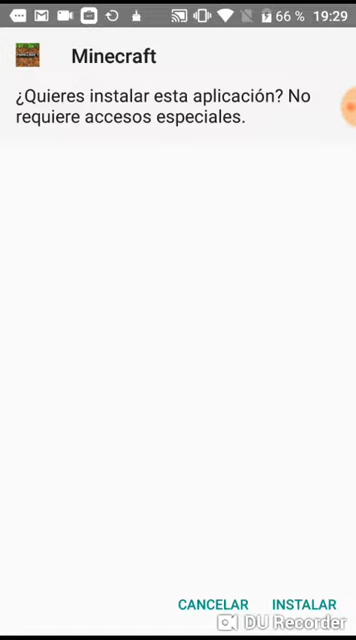 66 % 19:29
Minecraft
¿Quieres instalar esta aplicación? No
requiere accesos especiales.
CANCELAR INSTALAR
DU Recorder